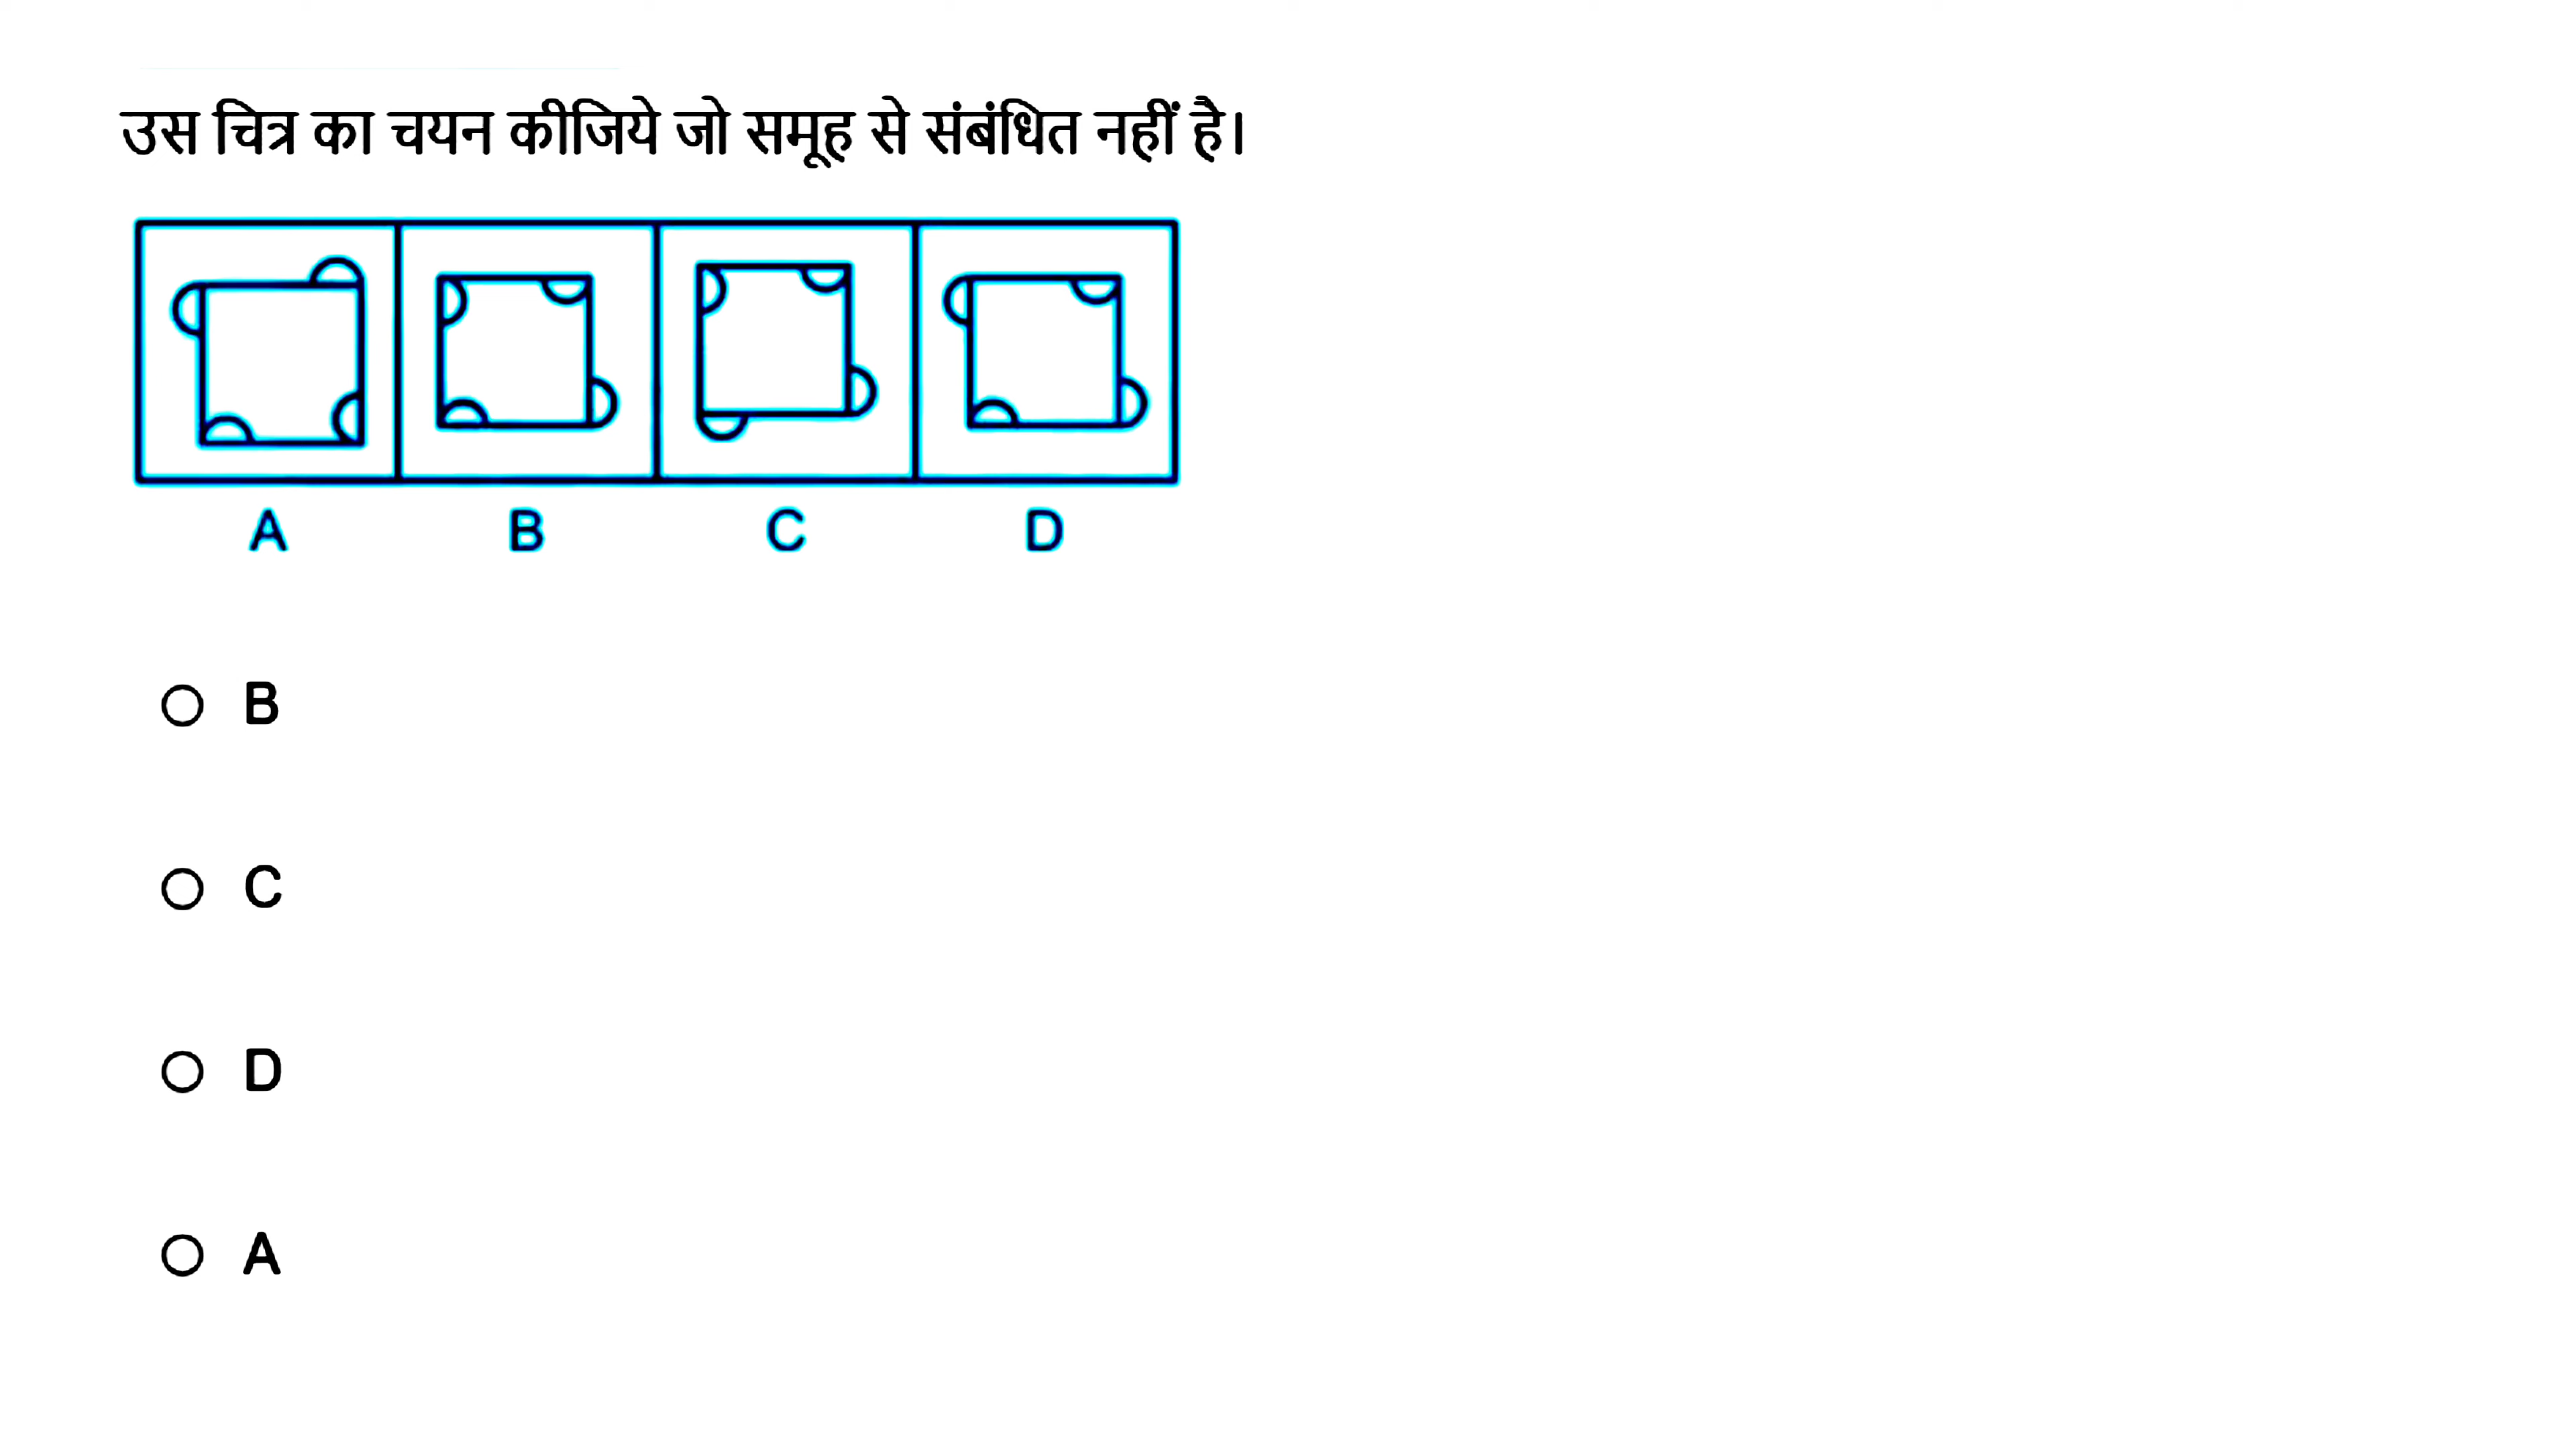 उस चित्र का चयन कीजिये जो समूह से संबंधित नहीं है।
A B C D
B
C
D
A